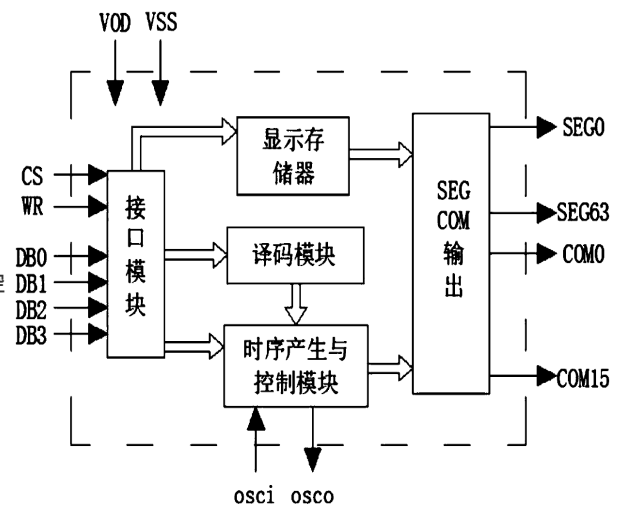 VOD VSS
显示存
储器
SEG0
CS
WR
接
口
模
块
SEG
COM
输
出
SEG63
COM0
译码模块
DB0
DB1
DB2
DB3
时序产生与
控制模块
COM15
osci osco